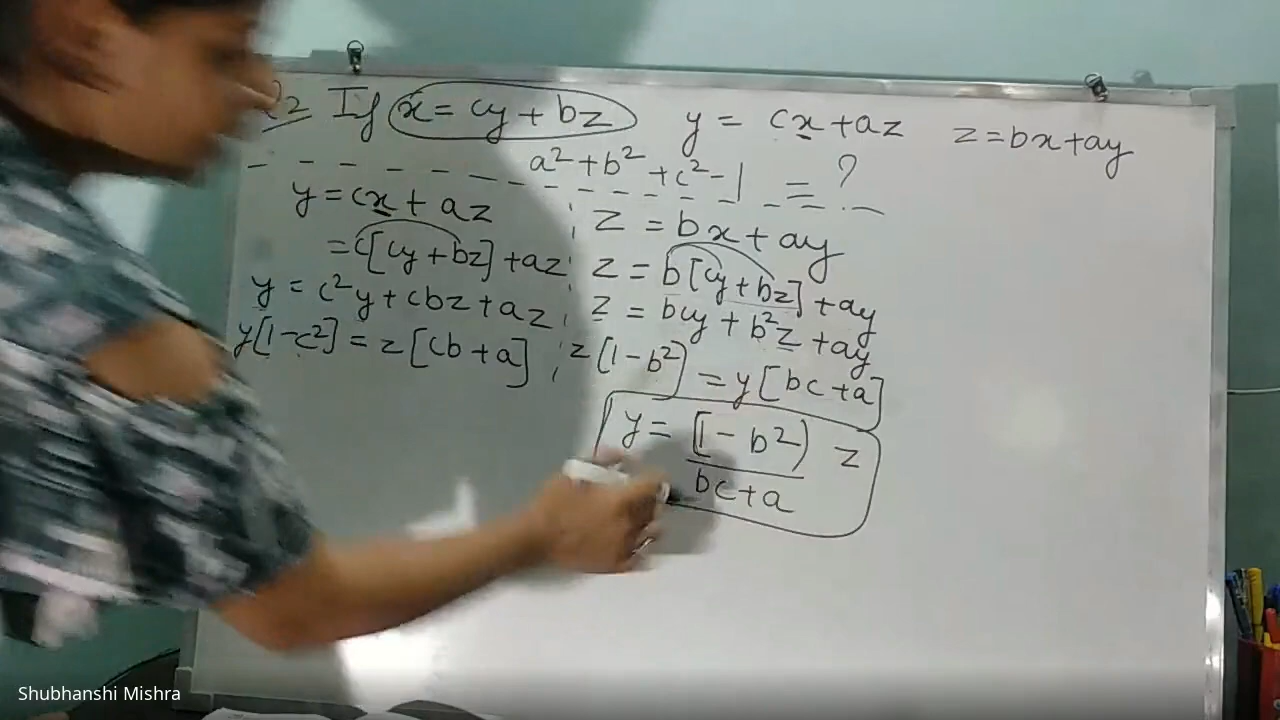 Q2 If x = cy + bz y = cx + az z = bx + ay
a² + b² + c² - 1 = ?
y = cx + az ; z = bx + ay
= c[cy + bz] + az ; z = b[cy + bz] + ay
y = c²y + cbz + az ; z = bcy + b²z + ay
y[1 - c²] = z[cb + a] ; z(1 - b²) = y[bc + a]
y = (1 - b²) z
bc + a
Shubhanshi Mishra